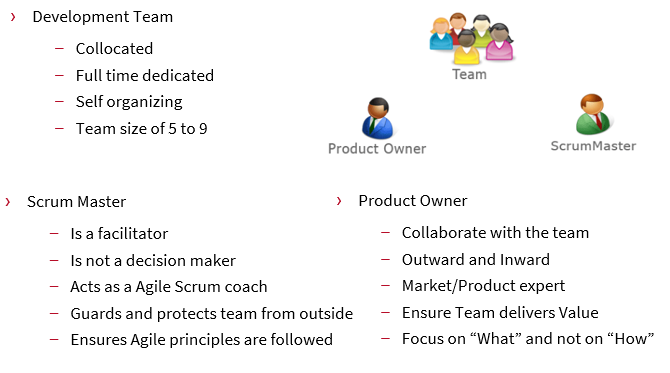 › Development Team
– Collocated
– Full time dedicated
– Self organizing
– Team size of 5 to 9
Team
Product Owner
ScrumMaster
› Scrum Master
– Is a facilitator
– Is not a decision maker
– Acts as a Agile Scrum coach
– Guards and protects team from outside
– Ensures Agile principles are followed
› Product Owner
– Collaborate with the team
– Outward and Inward
– Market/Product expert
– Ensure Team delivers Value
– Focus on “What” and not on “How”